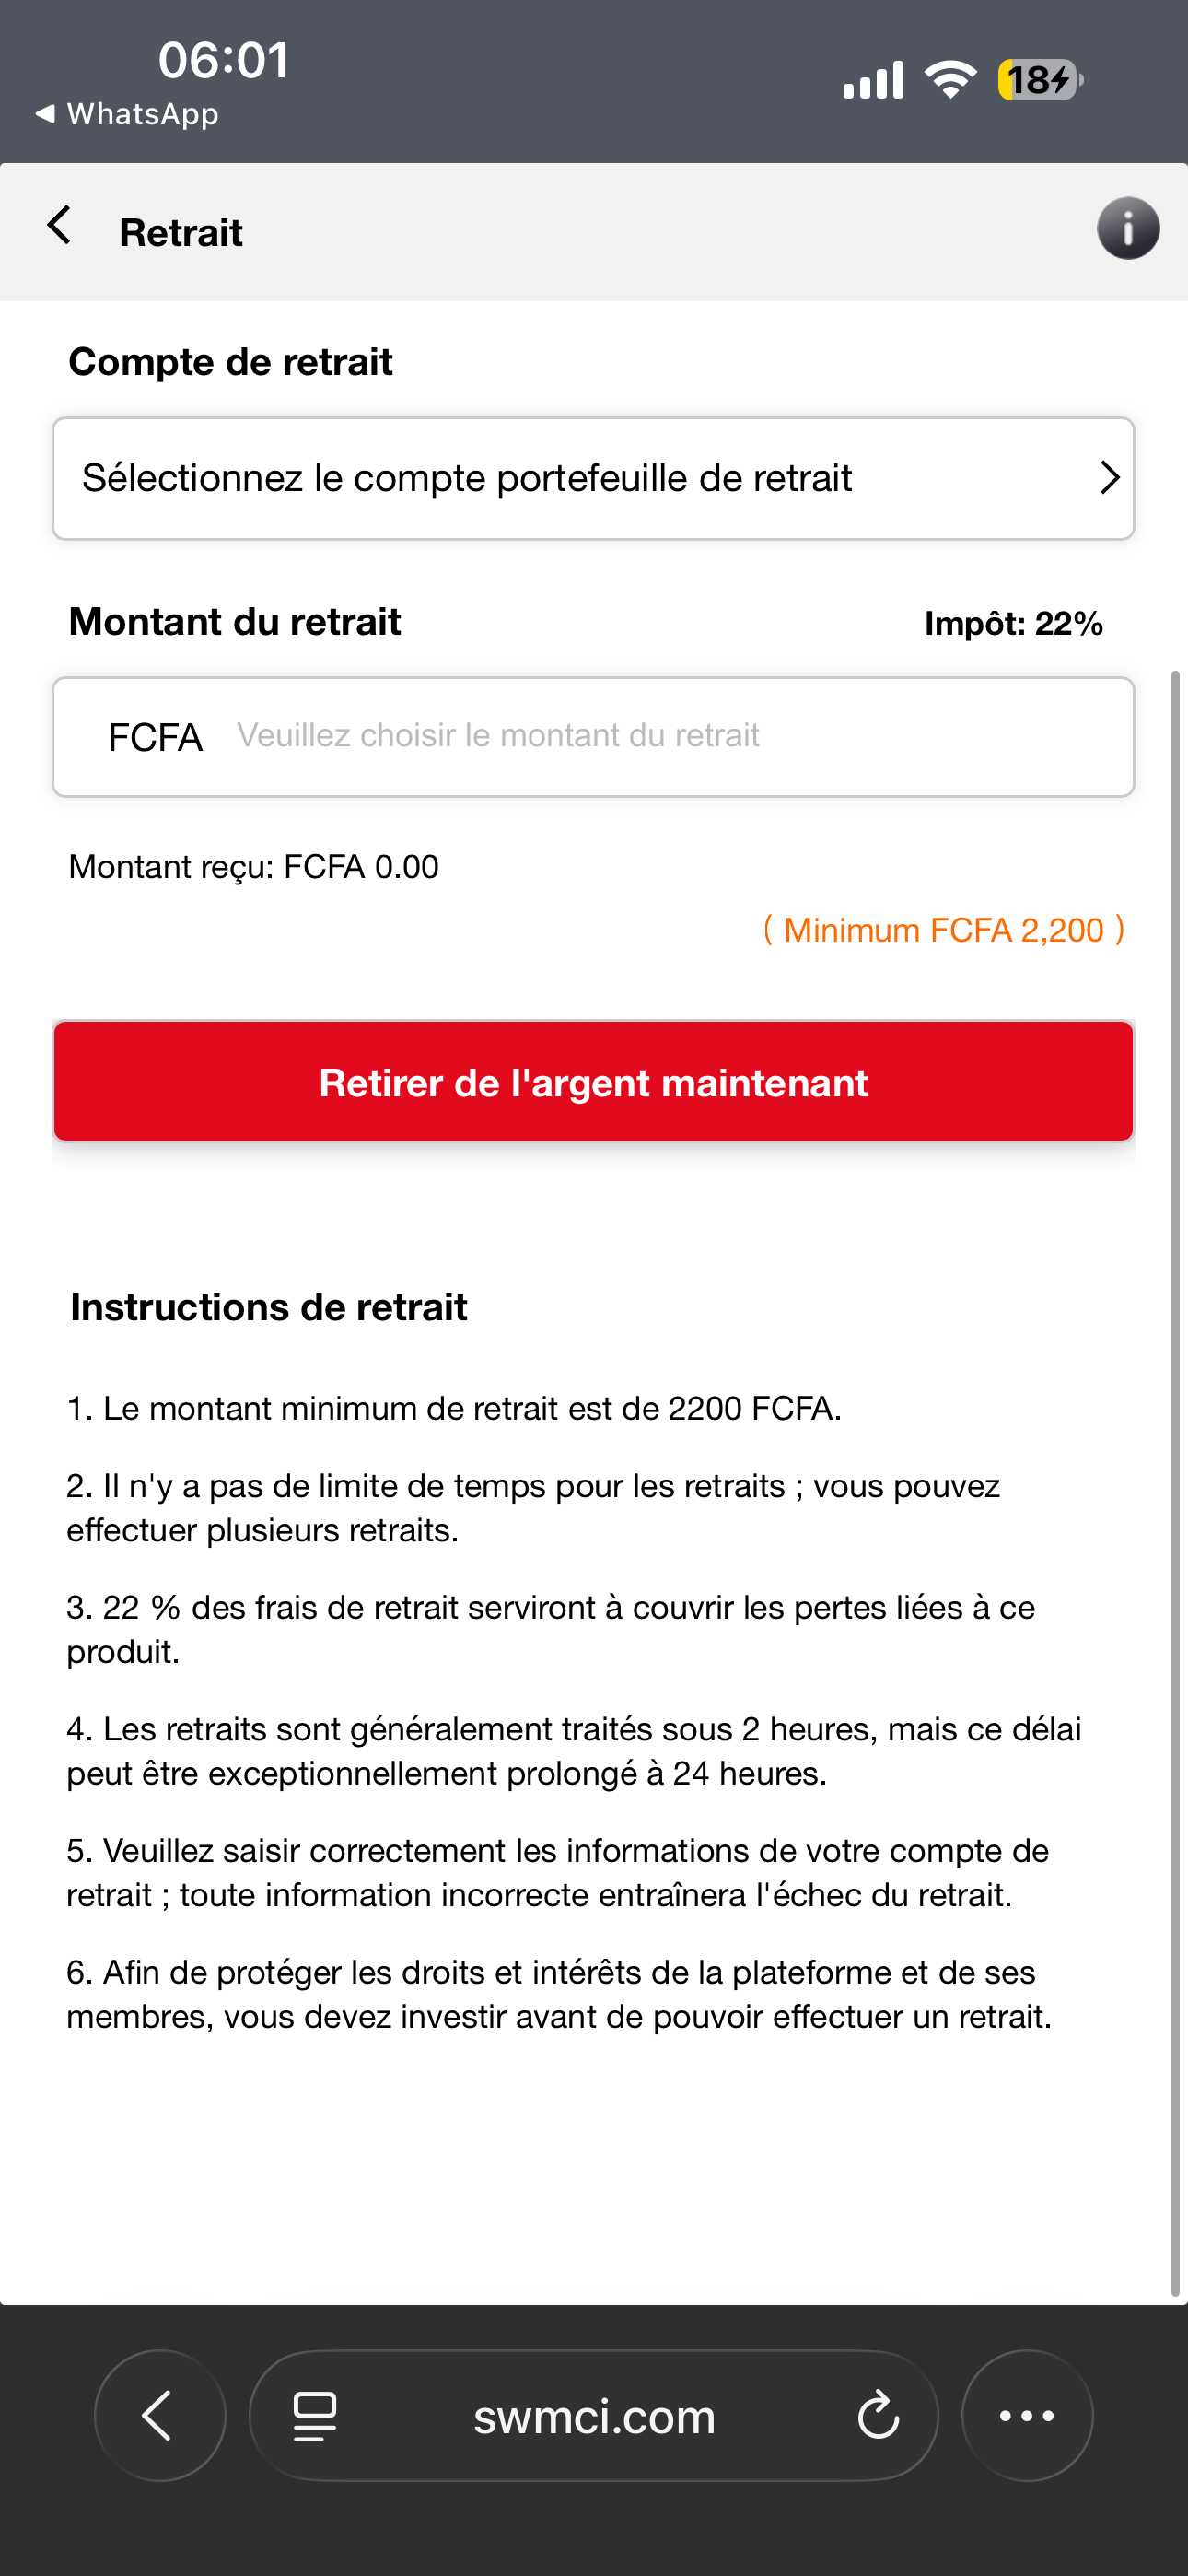 06:01
18
◀ WhatsApp
Retrait
Compte de retrait
Sélectionnez le compte portefeuille de retrait
Montant du retrait
Impôt: 22%
FCFA Veuillez choisir le montant du retrait
Montant reçu: FCFA 0.00
( Minimum FCFA 2,200 )
Retirer de l'argent maintenant
Instructions de retrait
1. Le montant minimum de retrait est de 2200 FCFA.
2. Il n'y a pas de limite de temps pour les retraits ; vous pouvez
effectuer plusieurs retraits.
3. 22 % des frais de retrait serviront à couvrir les pertes liées à ce
produit.
4. Les retraits sont généralement traités sous 2 heures, mais ce délai
peut être exceptionnellement prolongé à 24 heures.
5. Veuillez saisir correctement les informations de votre compte de
retrait ; toute information incorrecte entraînera l'échec du retrait.
6. Afin de protéger les droits et intérêts de la plateforme et de ses
membres, vous devez investir avant de pouvoir effectuer un retrait.
swmci.com